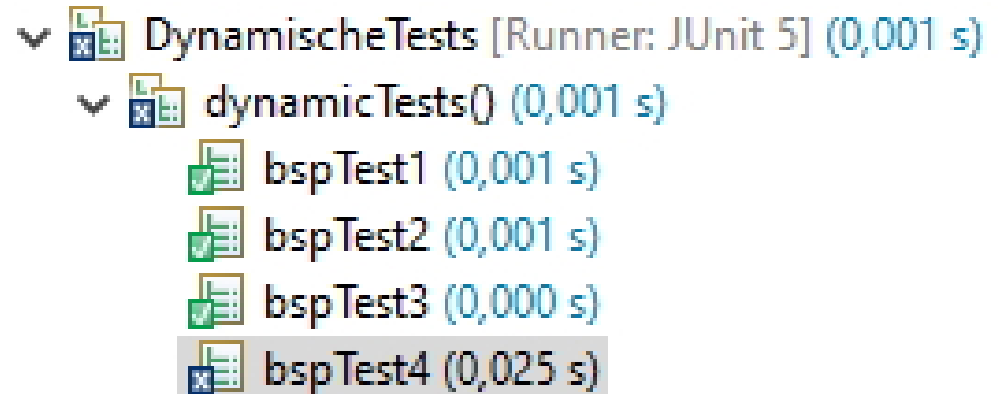 DynamischeTests [Runner: JUnit 5] (0,001 s)
dynamicTests() (0,001 s)
bspTest1 (0,001 s)
bspTest2 (0,001 s)
bspTest3 (0,000 s)
bspTest4 (0,025 s)